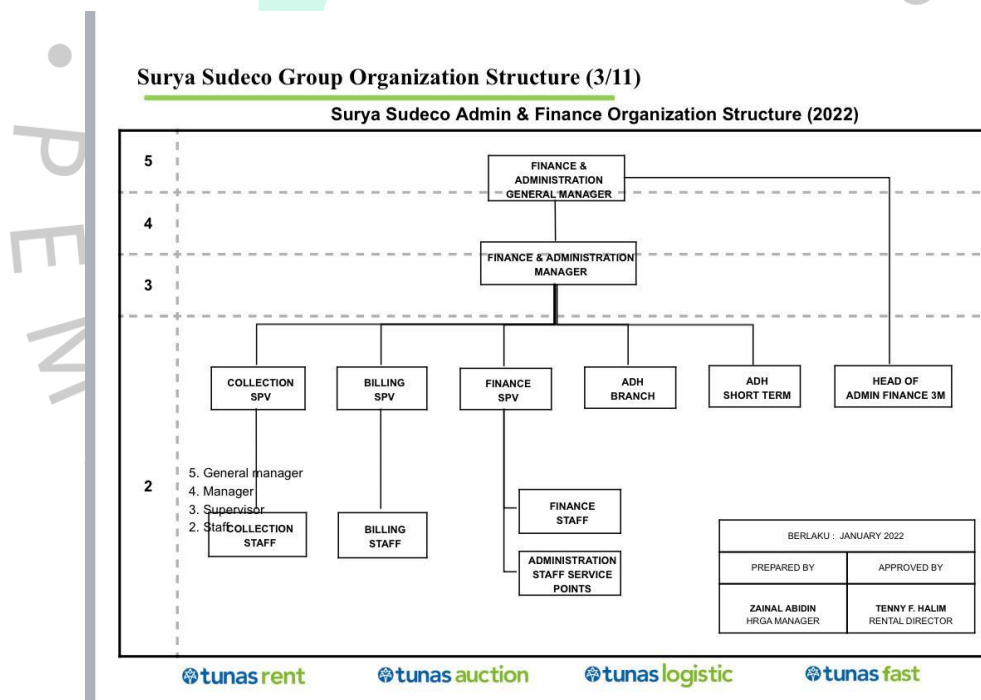 PEM
Surya Sudeco Group Organization Structure (3/11)
Surya Sudeco Admin & Finance Organization Structure (2022)
5
FINANCE &
ADMINISTRATION
GENERAL MANAGER
4
FINANCE & ADMINISTRATION
MANAGER
3
COLLECTION
SPV
BILLING
SPV
FINANCE
SPV
ADH
BRANCH
ADH
SHORT TERM
HEAD OF
ADMIN FINANCE 3M
2
5. General manager
4. Manager
3. Supervisor
2. Staff
COLLECTION
STAFF
BILLING
STAFF
FINANCE
STAFF
ADMINISTRATION
STAFF SERVICE
POINTS
BERLAKU : JANUARY 2022
PREPARED BY
APPROVED BY
ZAINAL ABIDIN
HRGA MANAGER
TENNY F. HALIM
RENTAL DIRECTOR
tunas rent
tunas auction
tunas logistic
tunas fast